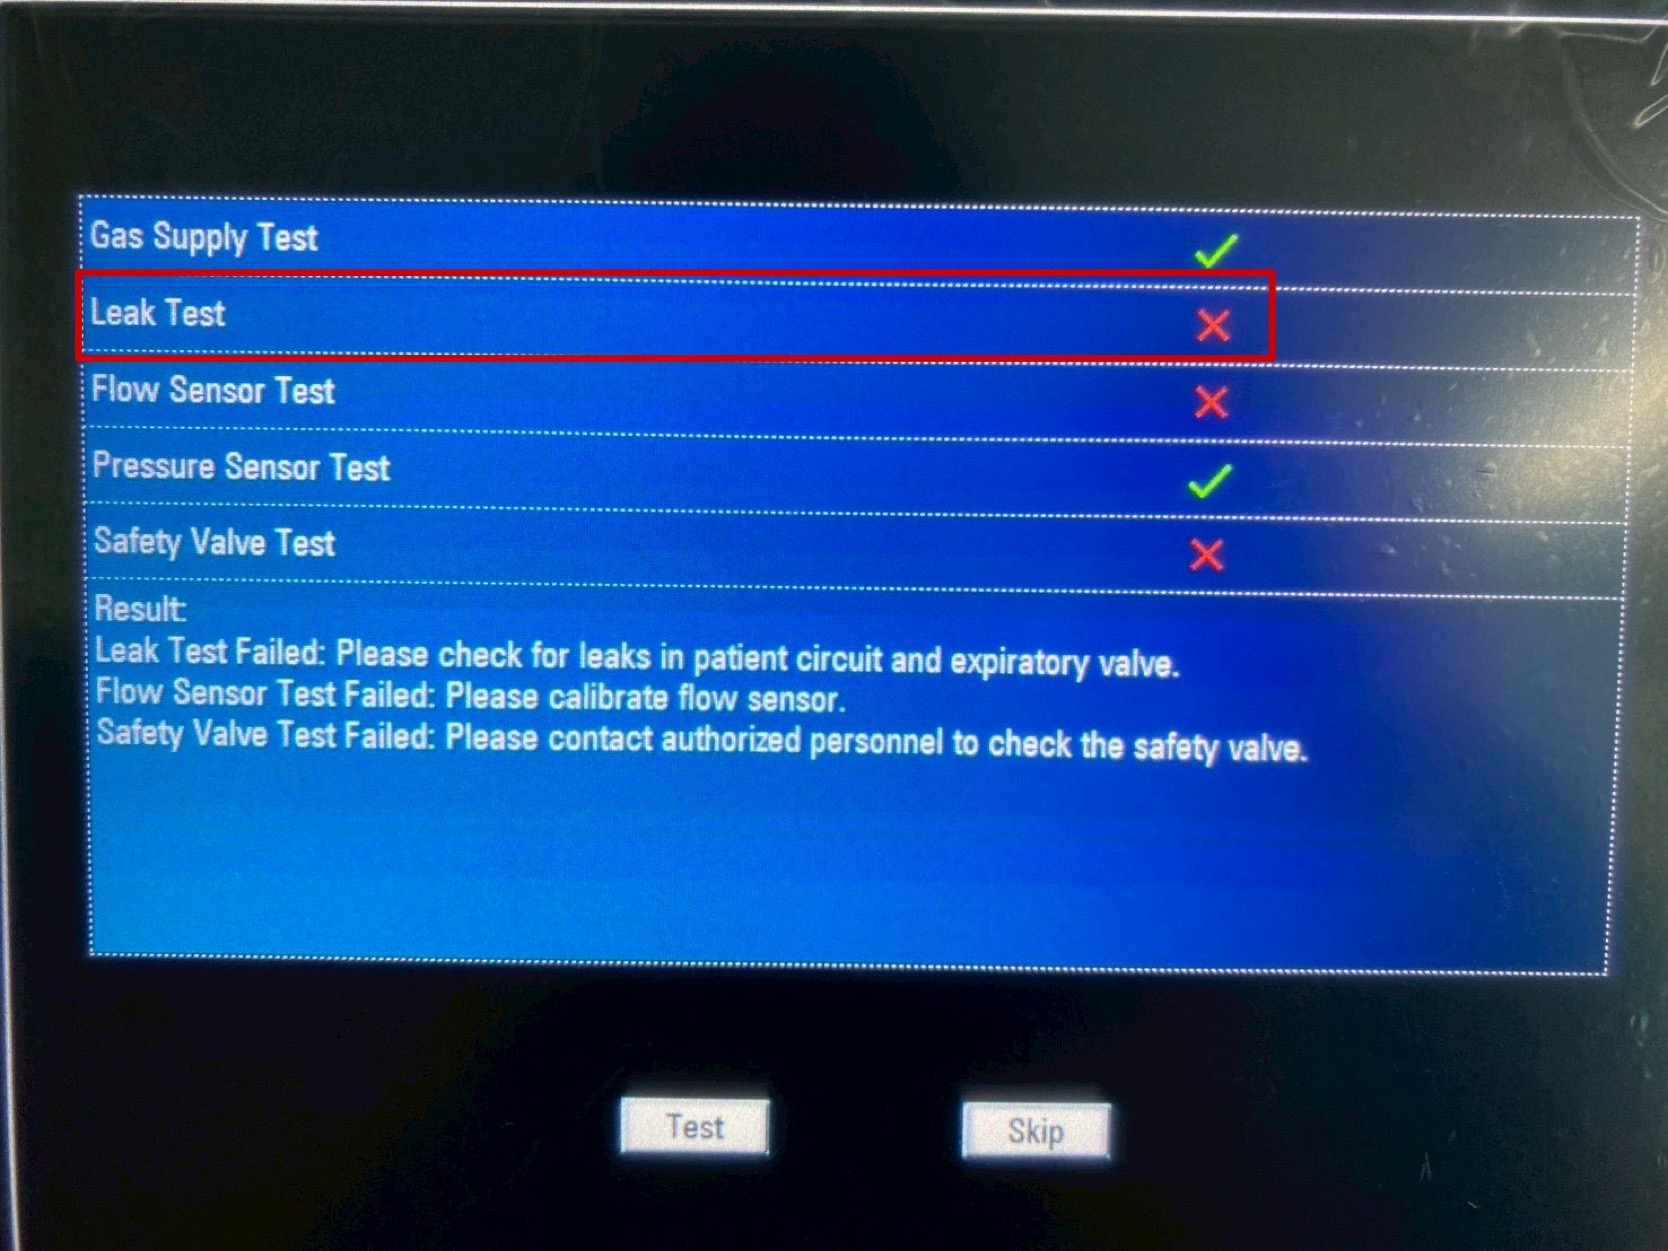 Gas Supply Test
Leak Test
Flow Sensor Test
Pressure Sensor Test
Safety Valve Test
Result:
Leak Test Failed: Please check for leaks in patient circuit and expiratory valve.
Flow Sensor Test Failed: Please calibrate flow sensor.
Safety Valve Test Failed: Please contact authorized personnel to check the safety valve.
Test
Skip